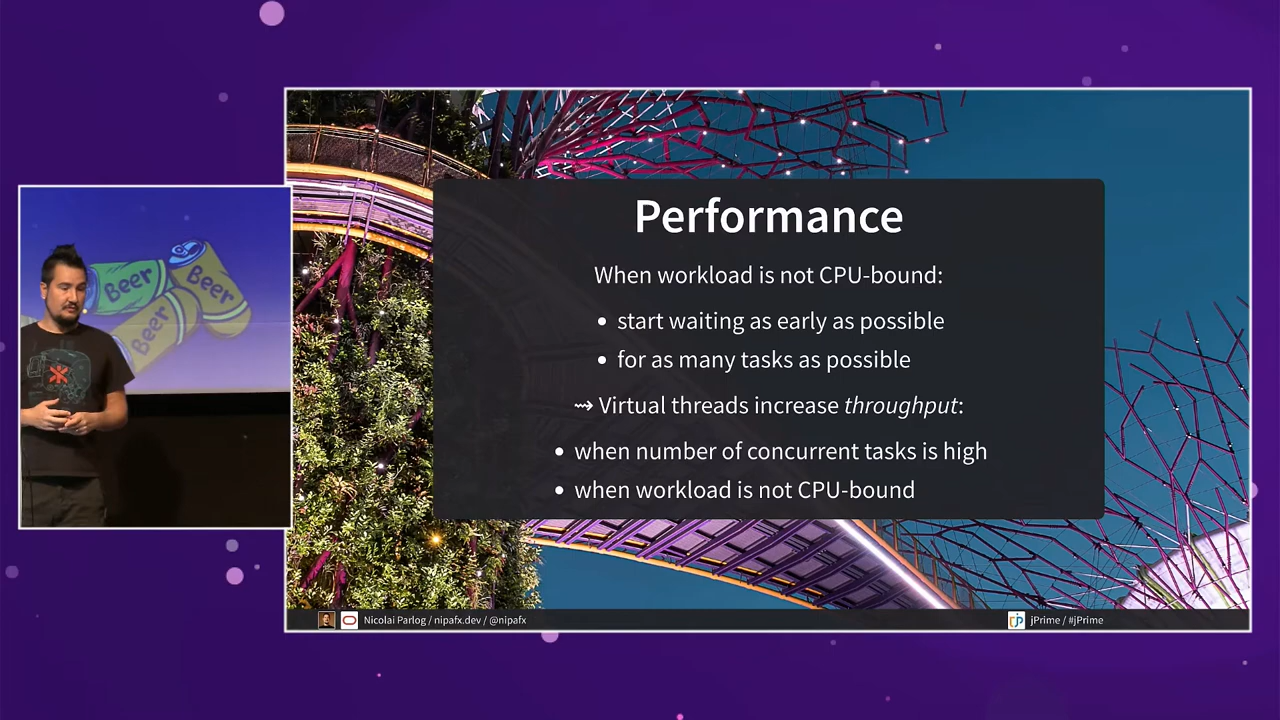 Beer
Beer
Beer
Performance
When workload is not CPU-bound:
• start waiting as early as possible
• for as many tasks as possible
⇝ Virtual threads increase throughput:
• when number of concurrent tasks is high
• when workload is not CPU-bound
Nicolai Parlog / nipafx.dev / @nipafx
jPrime / #jPrime